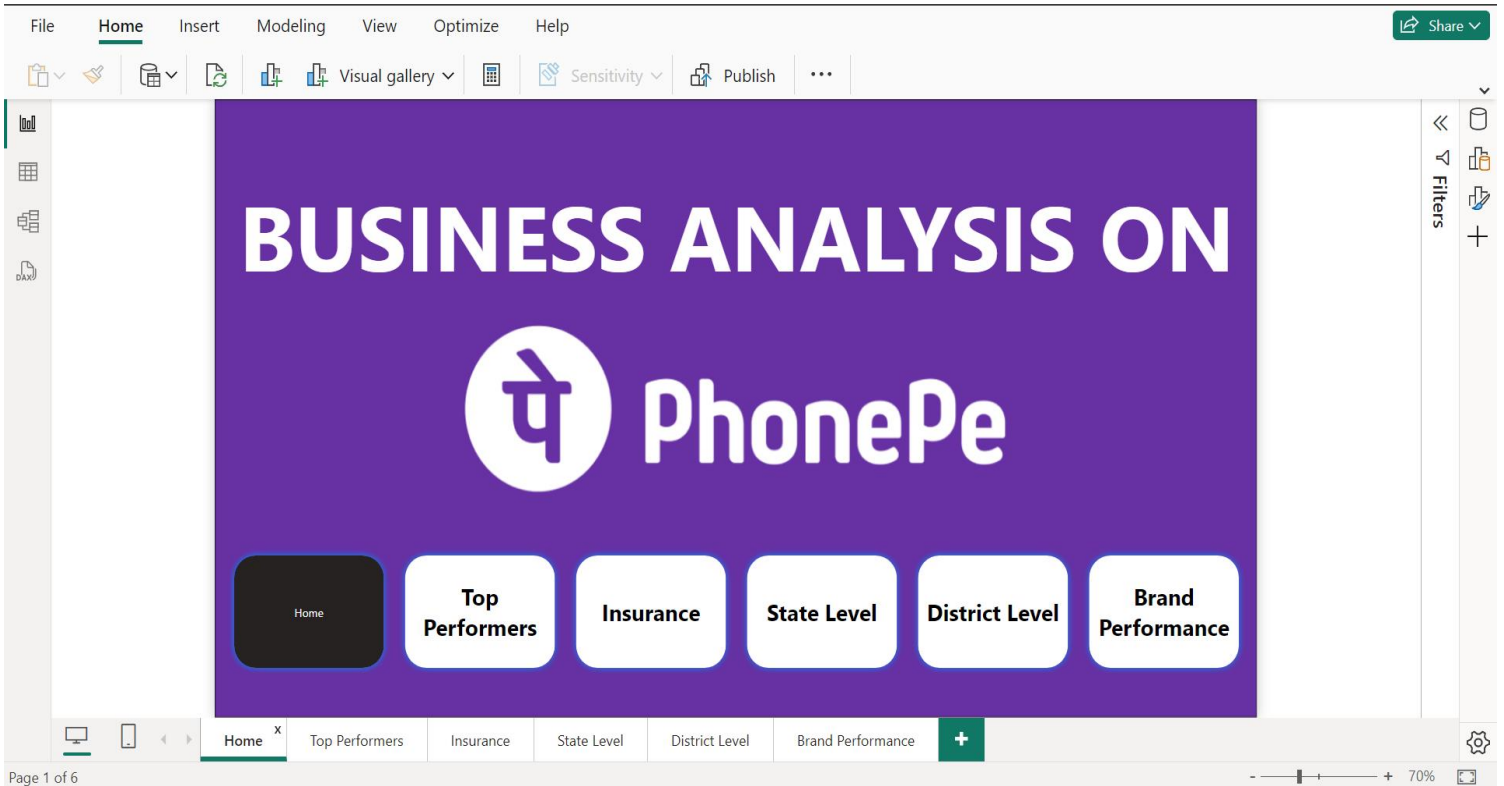 File Home Insert Modeling View Optimize Help Share
Visual gallery Sensitivity Publish ...
BUSINESS ANALYSIS ON
पे PhonePe
Home
Top
Performers
Insurance
State Level
District Level
Brand
Performance
Filters
DAX
Home x Top Performers Insurance State Level District Level Brand Performance +
Page 1 of 6
- + 70%